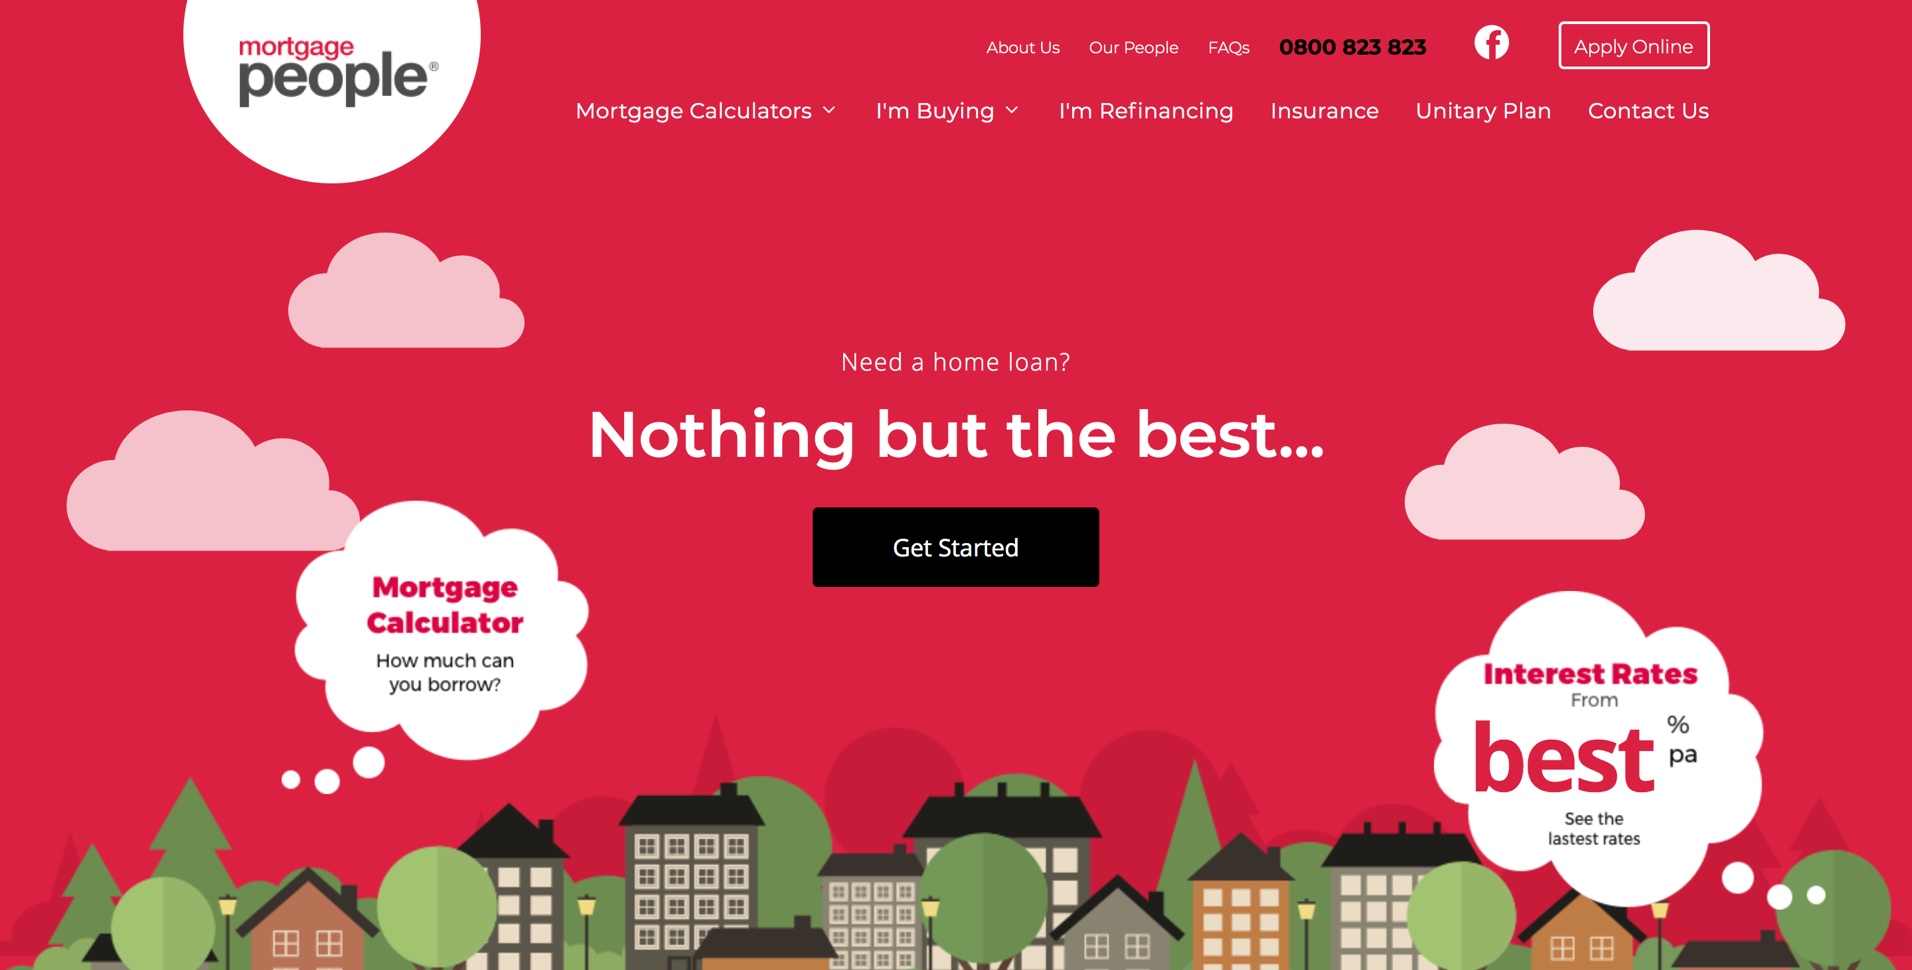 mortgage
people®
About Us
Our People
FAQs
0800 823 823
Apply Online
Mortgage Calculators
I'm Buying
I'm Refinancing
Insurance
Unitary Plan
Contact Us
Need a home loan?
Nothing but the best...
Get Started
Mortgage
Calculator
How much can
you borrow?
Interest Rates
From
best % pa
See the
lastest rates